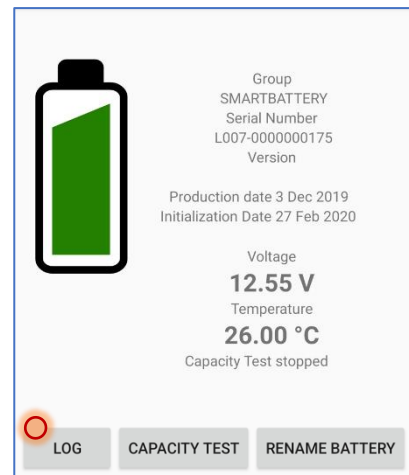 Group
SMARTBATTERY
Serial Number
L007-0000000175
Version
Production date 3 Dec 2019
Initialization Date 27 Feb 2020
Voltage
12.55 V
Temperature
26.00 °C
Capacity Test stopped
LOG
CAPACITY TEST
RENAME BATTERY